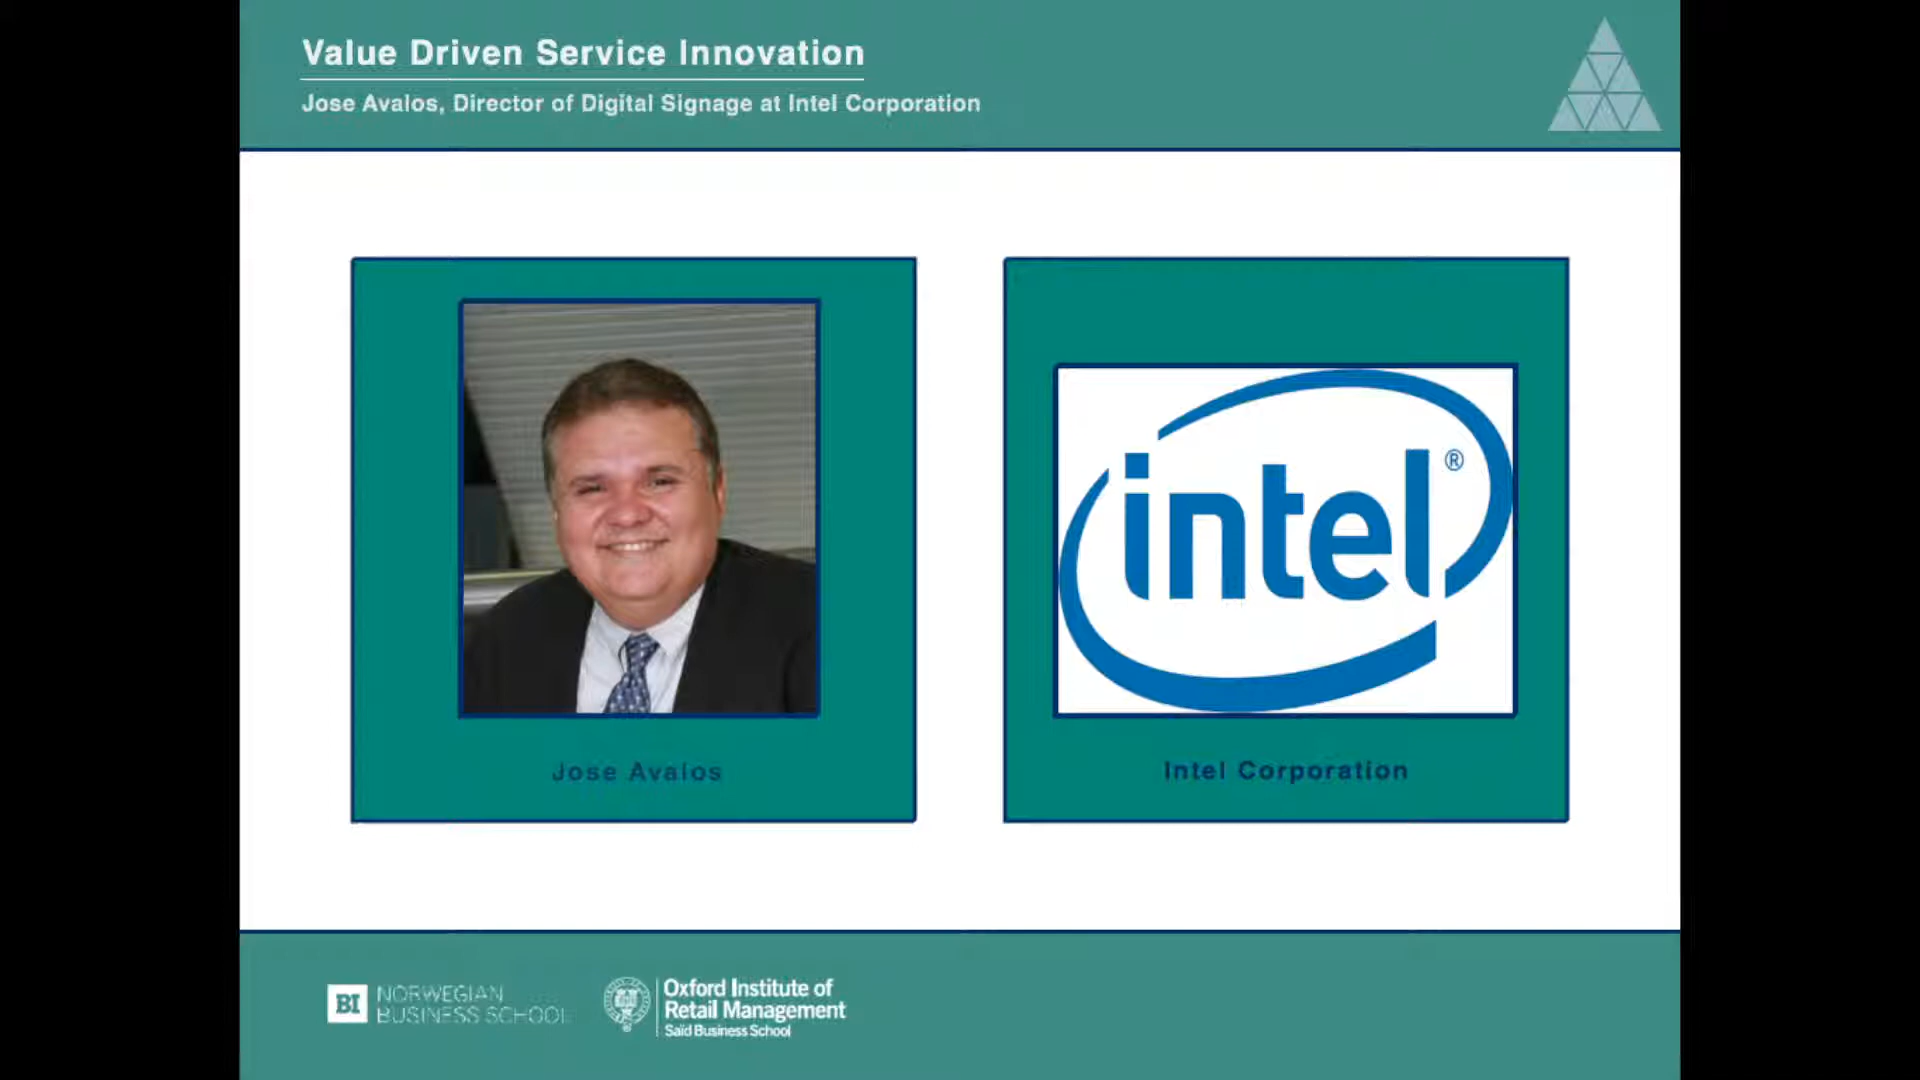 Value Driven Service Innovation
Jose Avalos, Director of Digital Signage at Intel Corporation
intel®
Jose Avalos
Intel Corporation
BI NORWEGIAN
BUSINESS SCHOOL
Oxford Institute of
Retail Management
Saïd Business School